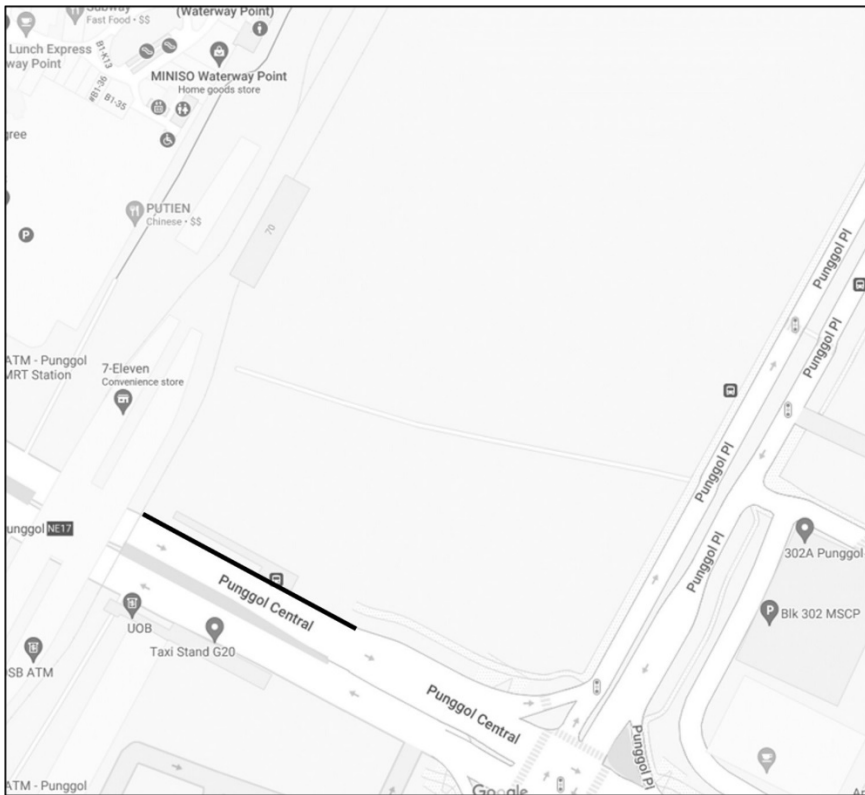 Subway
Fast Food • $$
(Waterway Point)
Lunch Express
way Point
B1-K13
#B1-36
B1-35
MINISO Waterway Point
Home goods store
gree
PUTIEN
Chinese • $$
P
70
Punggol Pl
Punggol Pl
ATM - Punggol
MRT Station
7-Eleven
Convenience store
Punggol Pl
unggol NE17
Punggol Pl
302A Punggol
Punggol Central
UOB
Taxi Stand G20
P Blk 302 MSCP
SB ATM
Punggol Central
Punggol Pl
ATM - Punggol
Google